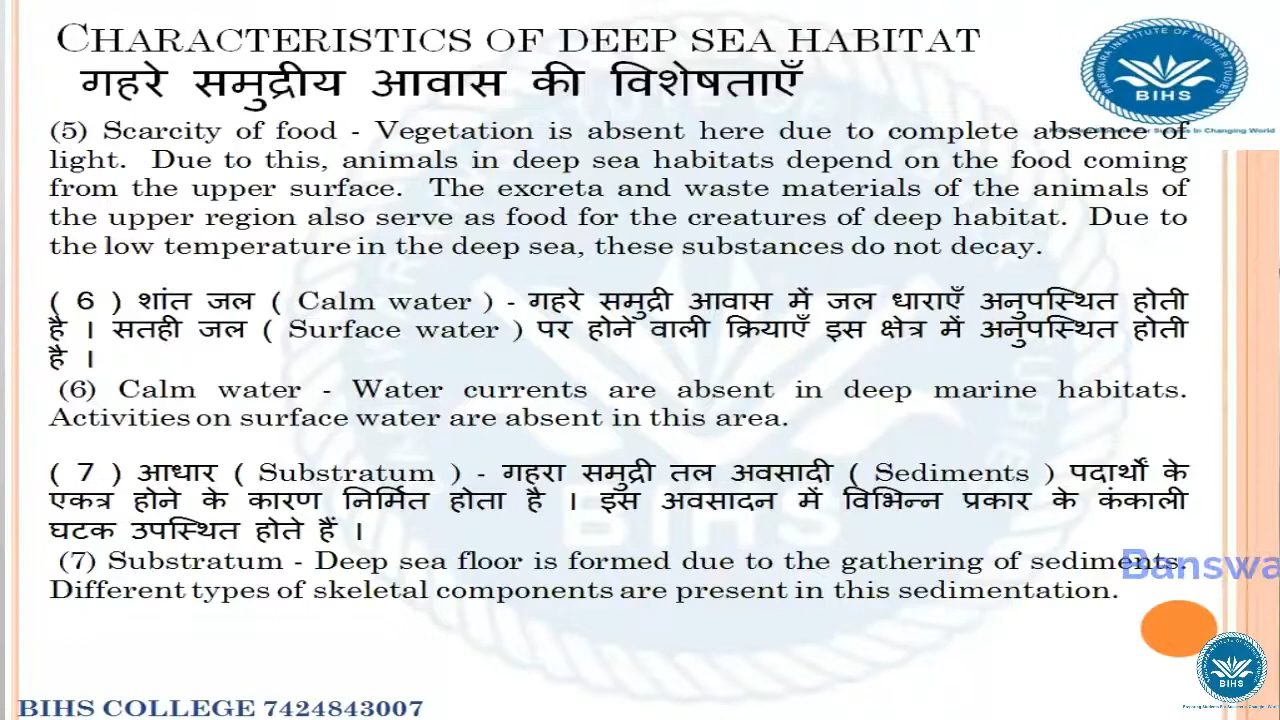 CHARACTERISTICS OF DEEP SEA HABITAT
गहरे समुद्रीय आवास की विशेषताएँ
BANSWARA INSTITUTE OF HIGHER STUDIES
BIHS
(5) Scarcity of food - Vegetation is absent here due to complete absence of
light. Due to this, animals in deep sea habitats depend on the food coming
from the upper surface. The excreta and waste materials of the animals of
the upper region also serve as food for the creatures of deep habitat. Due to
the low temperature in the deep sea, these substances do not decay.
( 6 ) शांत जल ( Calm water ) - गहरे समुद्री आवास में जल धाराएँ अनुपस्थित होती
है । सतही जल ( Surface water ) पर होने वाली क्रियाएँ इस क्षेत्र में अनुपस्थित होती
है ।
(6) Calm water - Water currents are absent in deep marine habitats.
Activities on surface water are absent in this area.
( 7 ) आधार ( Substratum ) - गहरा समुद्री तल अवसादी ( Sediments ) पदार्थों के
एकत्र होने के कारण निर्मित होता है । इस अवसादन में विभिन्न प्रकार के कंकाली
घटक उपस्थित होते हैं ।
(7) Substratum - Deep sea floor is formed due to the gathering of sediments.
Different types of skeletal components are present in this sedimentation.
Banswa
BIHS
BIHS COLLEGE 7424843007